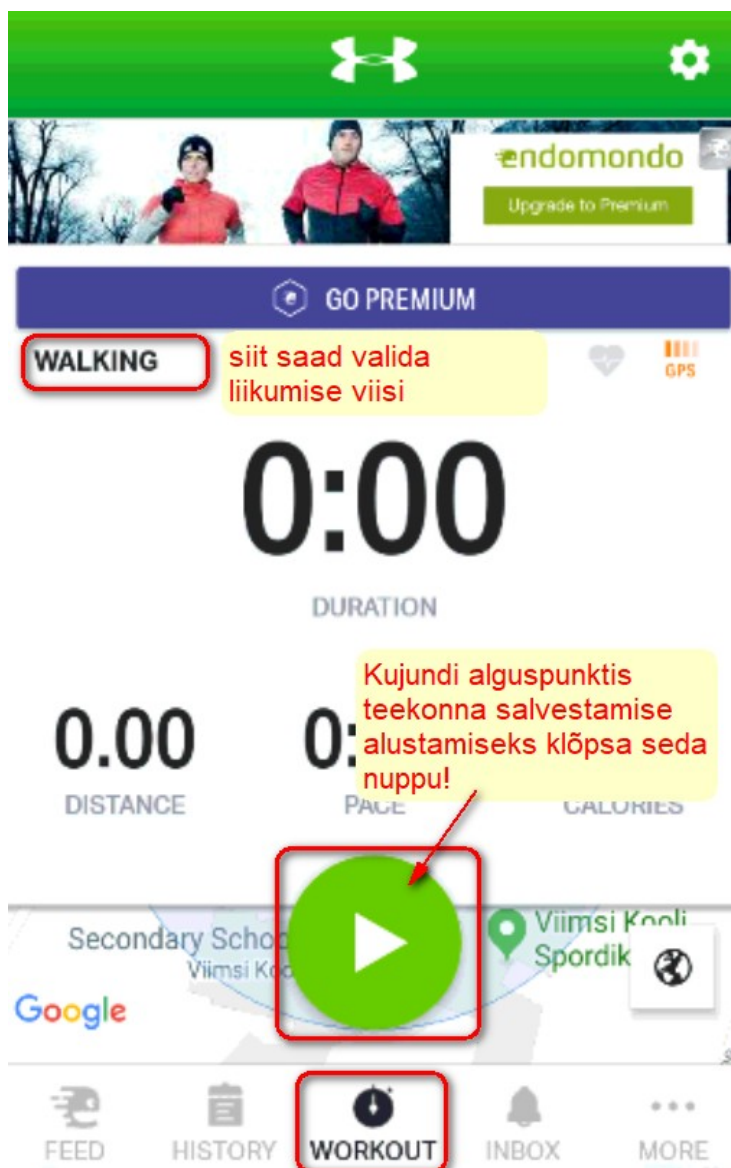 endomondo
Upgrade to Premium
GO PREMIUM
WALKING
siit saad valida
liikumise viisi
GPS
0:00
DURATION
Kujundi alguspunktis
teekonna salvestamise
alustamiseks klõpsa seda
nuppu!
0.00
DISTANCE
PACE
CALORIES
Secondary
Viimsi
Viimsi Kooli
Google
FEED
HISTORY
WORKOUT
INBOX
MORE